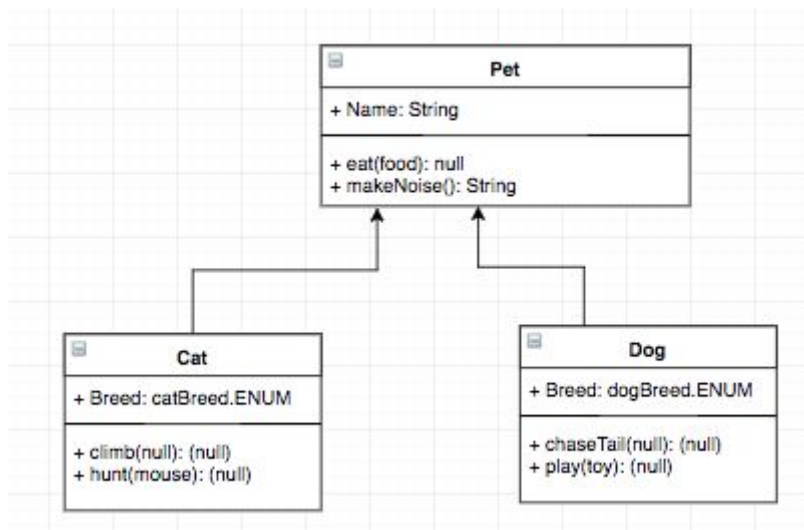 Pet
+ Name: String
+ eat(food): null
+ makeNoise(): String
Cat
+ Breed: catBreed.ENUM
+ climb(null): (null)
+ hunt(mouse): (null)
Dog
+ Breed: dogBreed.ENUM
+ chaseTail(null): (null)
+ play(toy): (null)